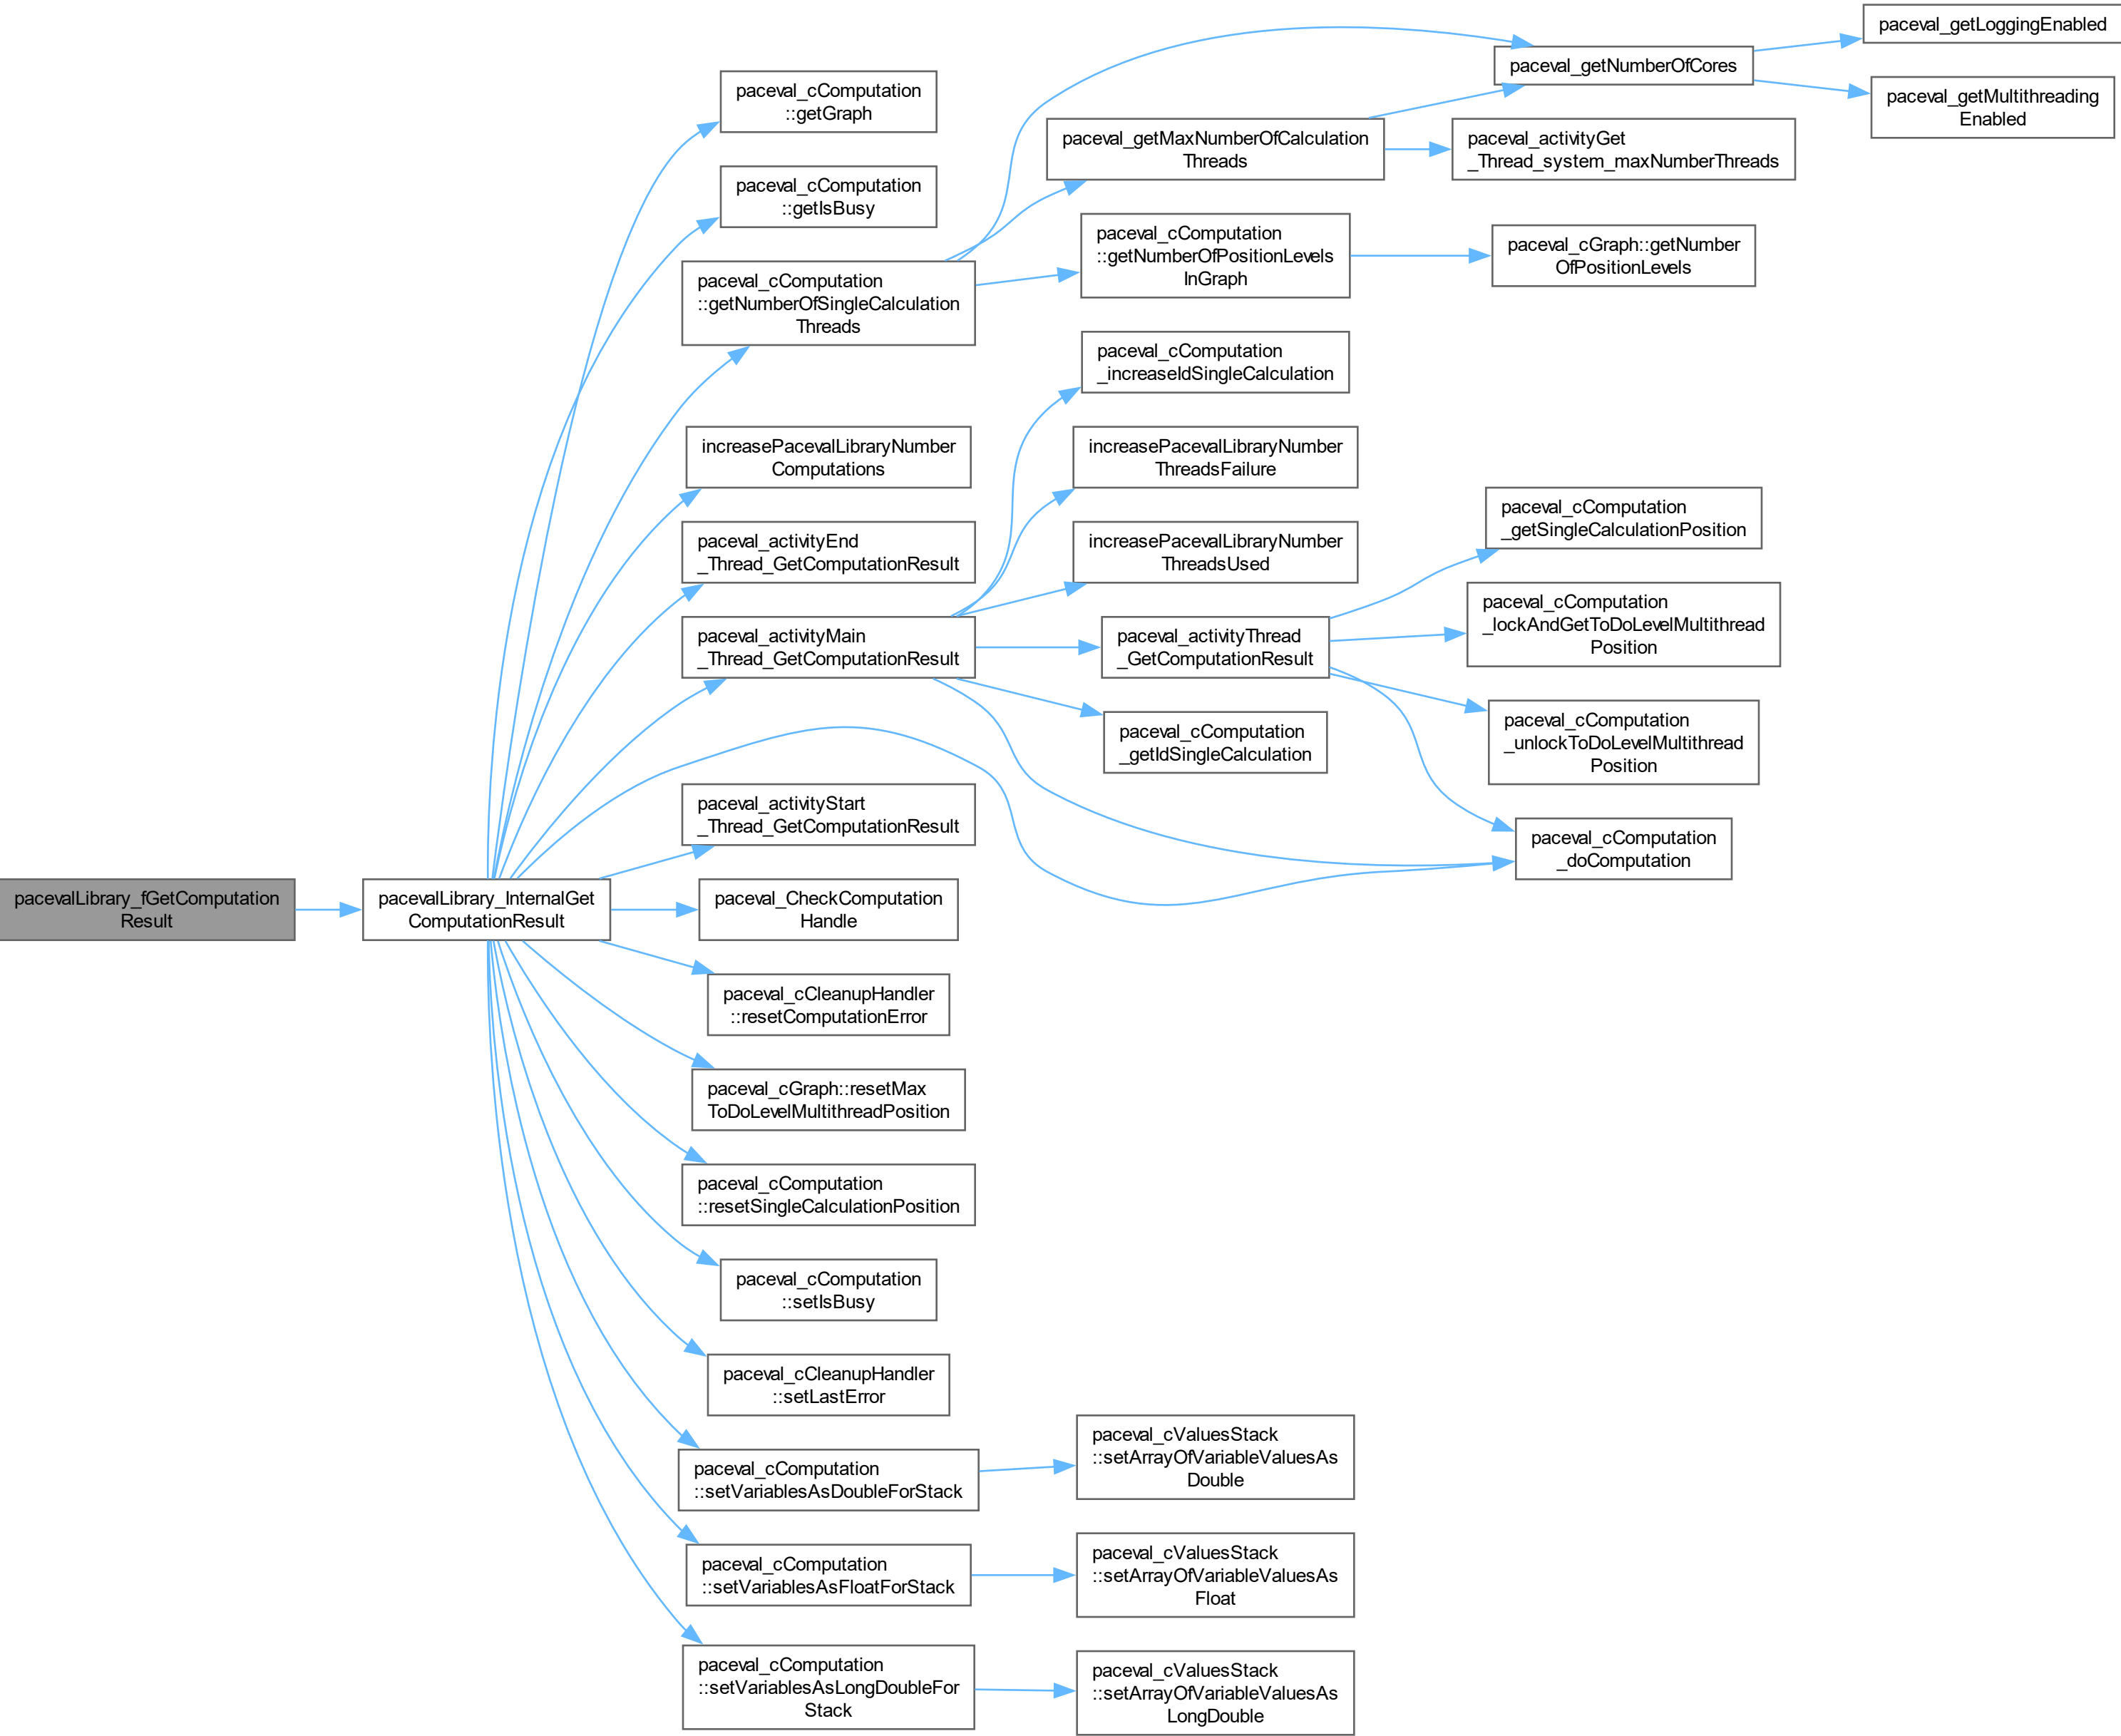 pacevalLibrary_fGetComputation
Result
pacevalLibrary_InternalGet
ComputationResult
paceval_cComputation
::getGraph
paceval_cComputation
::getIsBusy
paceval_cComputation
::getNumberOfSingleCalculation
Threads
increasePacevalLibraryNumber
Computations
paceval_activityEnd
_Thread_GetComputationResult
paceval_activityMain
_Thread_GetComputationResult
paceval_activityStart
_Thread_GetComputationResult
paceval_CheckComputation
Handle
paceval_cCleanupHandler
::resetComputationError
paceval_cGraph::resetMax
ToDoLevelMultithreadPosition
paceval_cComputation
::resetSingleCalculationPosition
paceval_cComputation
::setIsBusy
paceval_cCleanupHandler
::setLastError
paceval_cComputation
::setVariablesAsDoubleForStack
paceval_cComputation
::setVariablesAsFloatForStack
paceval_cComputation
::setVariablesAsLongDoubleFor
Stack
paceval_getMaxNumberOfCalculation
Threads
paceval_cComputation
::getNumberOfPositionLevels
InGraph
paceval_cComputation
_increaseIdSingleCalculation
increasePacevalLibraryNumber
ThreadsFailure
increasePacevalLibraryNumber
ThreadsUsed
paceval_activityThread
_GetComputationResult
paceval_cComputation
_getIdSingleCalculation
paceval_cValuesStack
::setArrayOfVariableValuesAs
Double
paceval_cValuesStack
::setArrayOfVariableValuesAs
Float
paceval_cValuesStack
::setArrayOfVariableValuesAs
LongDouble
paceval_getNumberOfCores
paceval_activityGet
_Thread_system_maxNumberThreads
paceval_cGraph::getNumber
OfPositionLevels
paceval_cComputation
_getSingleCalculationPosition
paceval_cComputation
_lockAndGetToDoLevelMultithread
Position
paceval_cComputation
_unlockToDoLevelMultithread
Position
paceval_cComputation
_doComputation
paceval_getLoggingEnabled
paceval_getMultithreading
Enabled